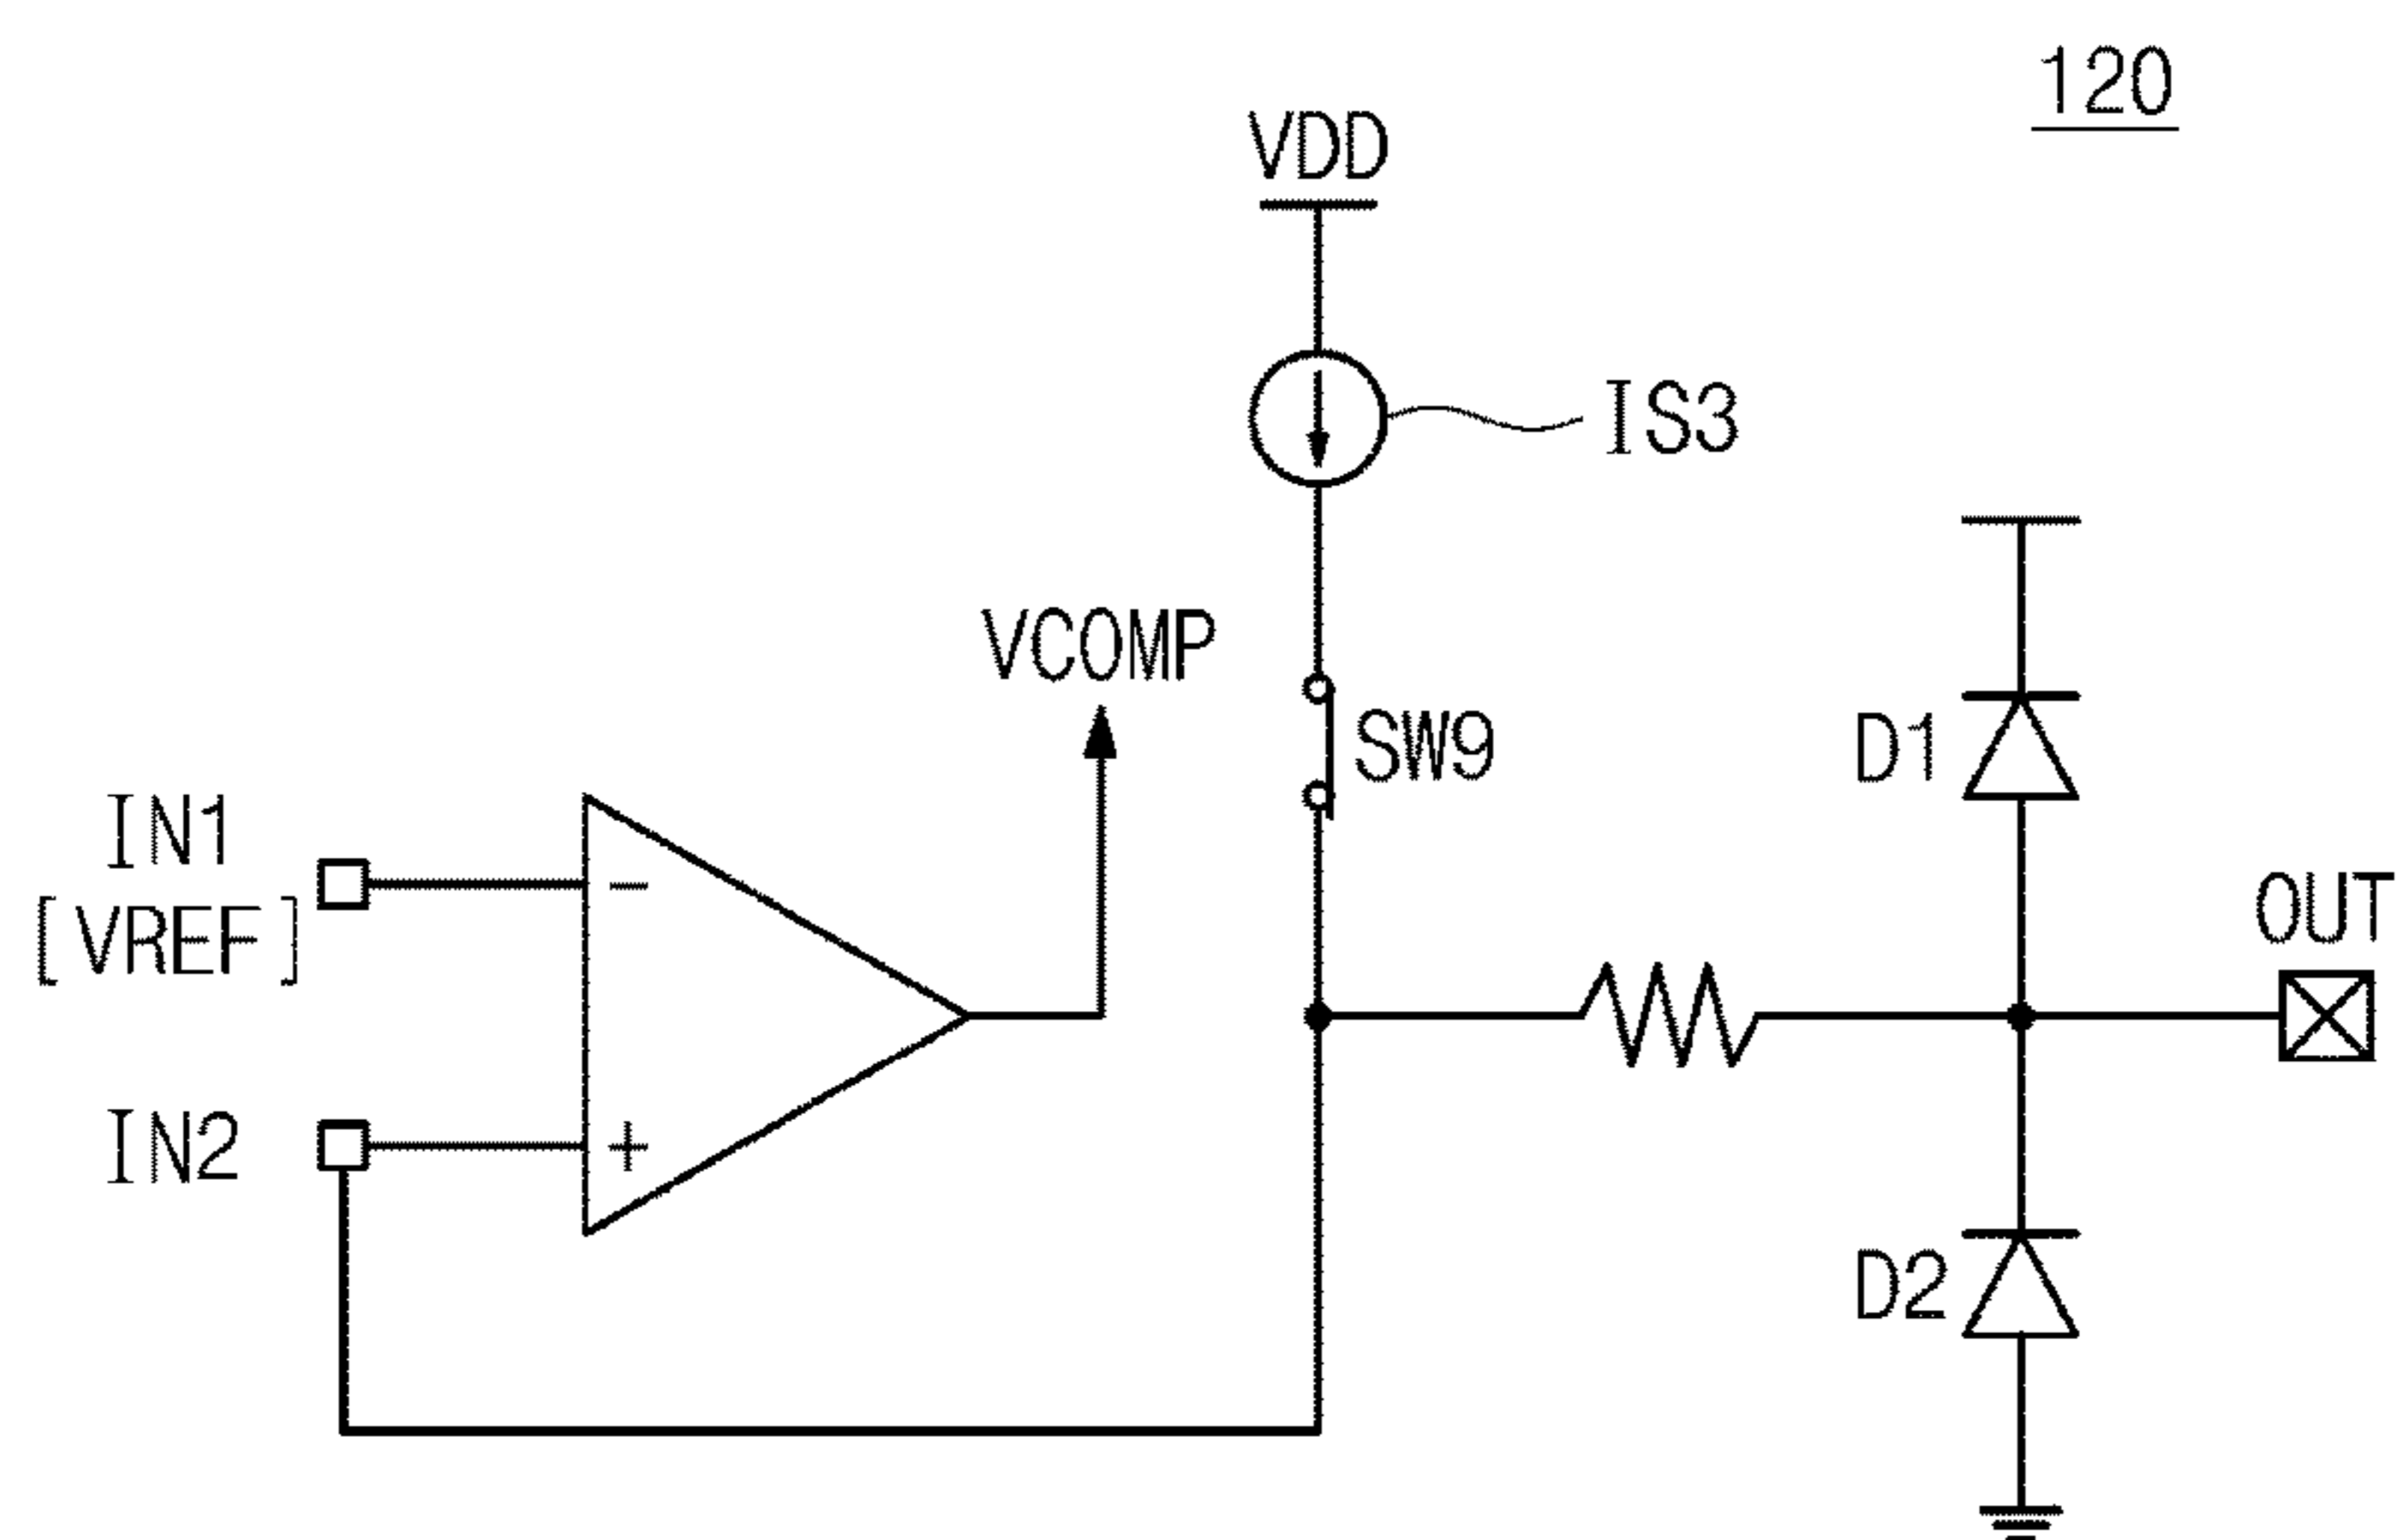 120
VDD
IS3
VCOMP
SW9
D1
IN1
[VREF]
-
OUT
IN2
+
D2